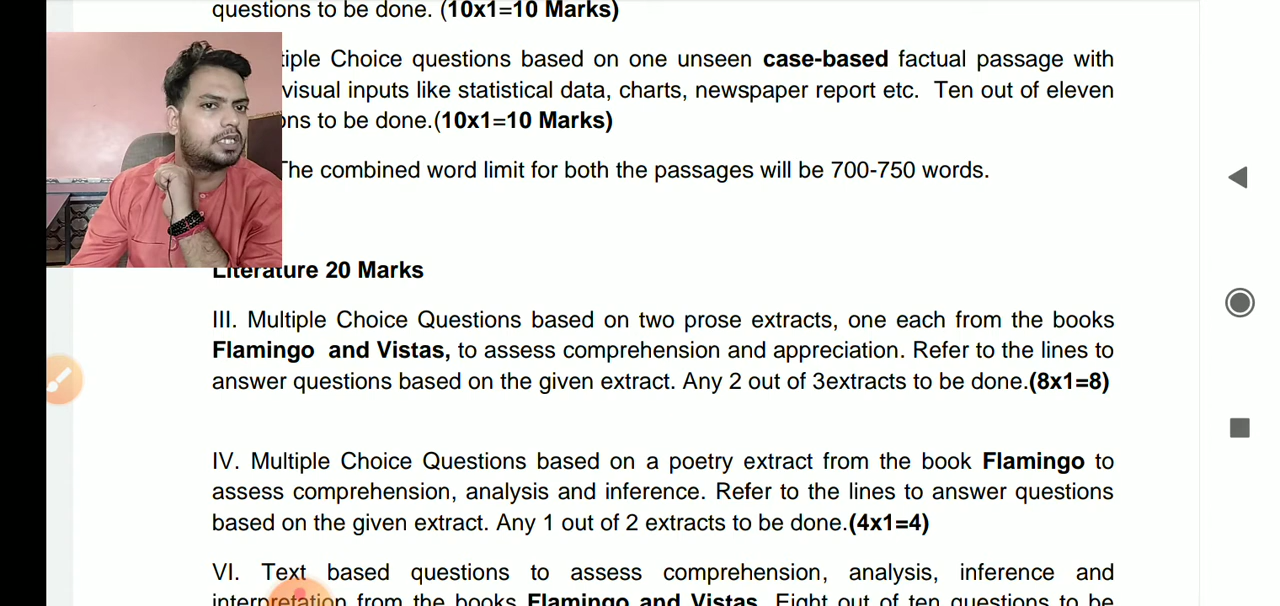 questions to be done. (10x1=10 Marks)
tiple Choice questions based on one unseen case-based factual passage with
visual inputs like statistical data, charts, newspaper report etc. Ten out of eleven
ons to be done.(10x1=10 Marks)
The combined word limit for both the passages will be 700-750 words.
Literature 20 Marks
III. Multiple Choice Questions based on two prose extracts, one each from the books
Flamingo and Vistas, to assess comprehension and appreciation. Refer to the lines to
answer questions based on the given extract. Any 2 out of 3extracts to be done.(8x1=8)
IV. Multiple Choice Questions based on a poetry extract from the book Flamingo to
assess comprehension, analysis and inference. Refer to the lines to answer questions
based on the given extract. Any 1 out of 2 extracts to be done.(4x1=4)
VI. Text based questions to assess comprehension, analysis, inference and
interpretation from the books Flamingo and Vistas. Eight out of ten questions to be